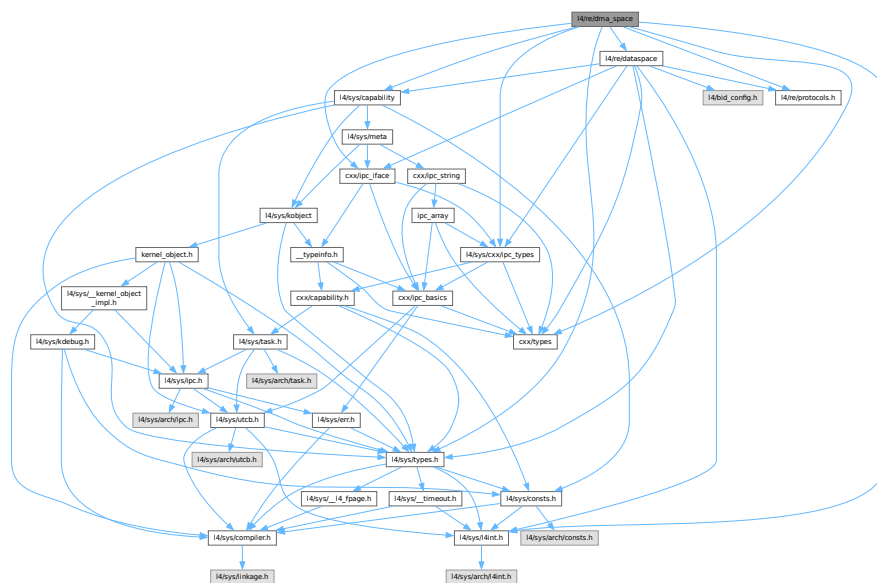 l4/re/dma_space
l4/re/dataspace
l4/sys/capability
l4/bid_config.h
l4/re/protocols.h
l4/sys/meta
cxx/ipc_iface
cxx/ipc_string
l4/sys/kobject
ipc_array
kernel_object.h
__typeinfo.h
l4/sys/cxx/ipc_types
l4/sys/__kernel_object
_impl.h
cxx/capability.h
cxx/ipc_basics
l4/sys/kdebug.h
l4/sys/task.h
cxx/types
l4/sys/ipc.h
l4/sys/arch/task.h
l4/sys/arch/ipc.h
l4/sys/utcb.h
l4/sys/err.h
l4/sys/arch/utcb.h
l4/sys/types.h
l4/sys/__l4_fpage.h
l4/sys/__timeout.h
l4/sys/consts.h
l4/sys/compiler.h
l4/sys/l4int.h
l4/sys/arch/consts.h
l4/sys/linkage.h
l4/sys/arch/l4int.h